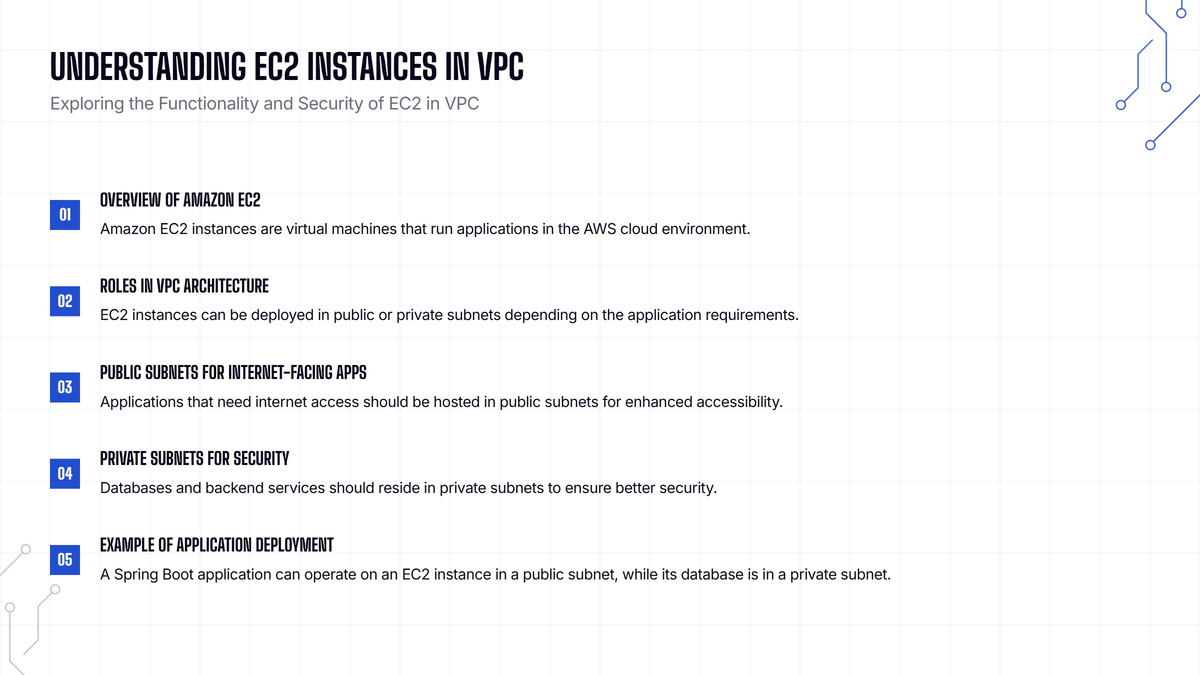 UNDERSTANDING EC2 INSTANCES IN VPC
Exploring the Functionality and Security of EC2 in VPC
01
OVERVIEW OF AMAZON EC2
Amazon EC2 instances are virtual machines that run applications in the AWS cloud environment.
02
ROLES IN VPC ARCHITECTURE
EC2 instances can be deployed in public or private subnets depending on the application requirements.
03
PUBLIC SUBNETS FOR INTERNET-FACING APPS
Applications that need internet access should be hosted in public subnets for enhanced accessibility.
04
PRIVATE SUBNETS FOR SECURITY
Databases and backend services should reside in private subnets to ensure better security.
05
EXAMPLE OF APPLICATION DEPLOYMENT
A Spring Boot application can operate on an EC2 instance in a public subnet, while its database is in a private subnet.